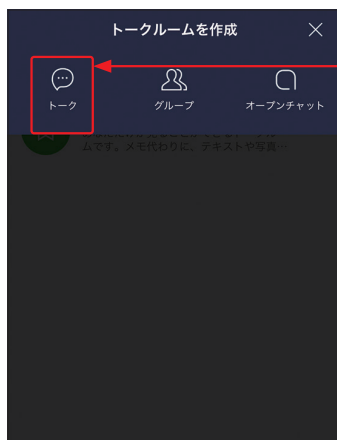 トークルームを作成
トーク
グループ
オープンチャット
ムです。メモ代わりに、テキストや写真…